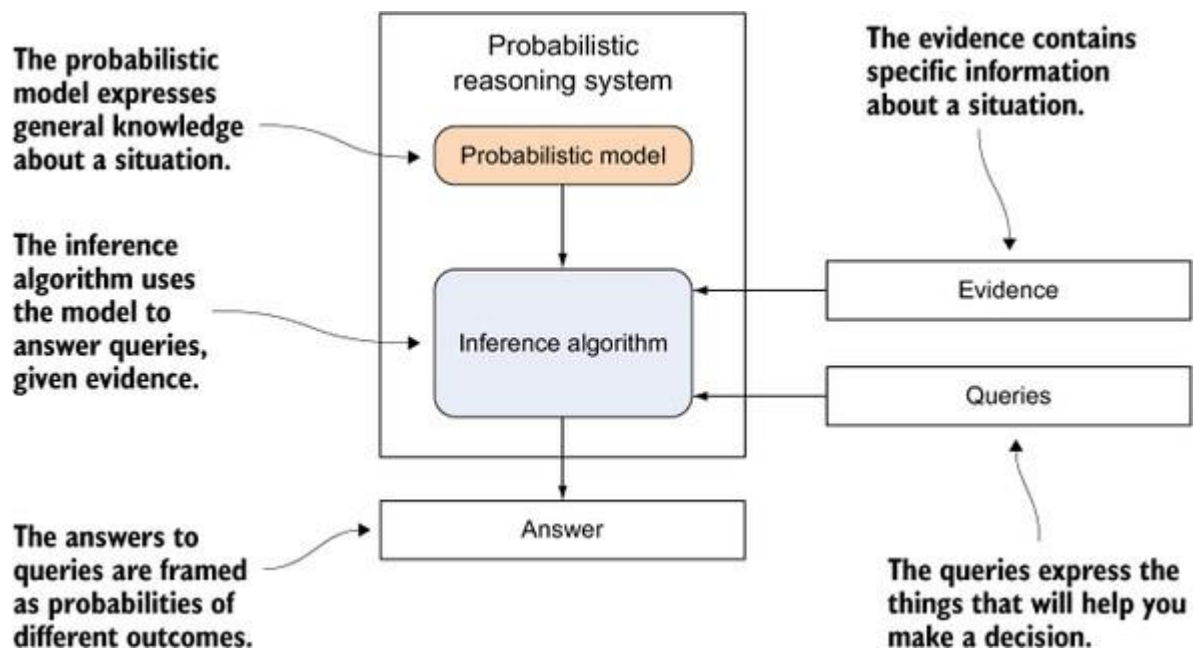 The probabilistic
model expresses
general knowledge
about a situation.
Probabilistic
reasoning system
Probabilistic model
The evidence contains
specific information
about a situation.
The inference
algorithm uses
the model to
answer queries,
given evidence.
Inference algorithm
Evidence
Queries
The answers to
queries are framed
as probabilities of
different outcomes.
Answer
The queries express the
things that will help you
make a decision.